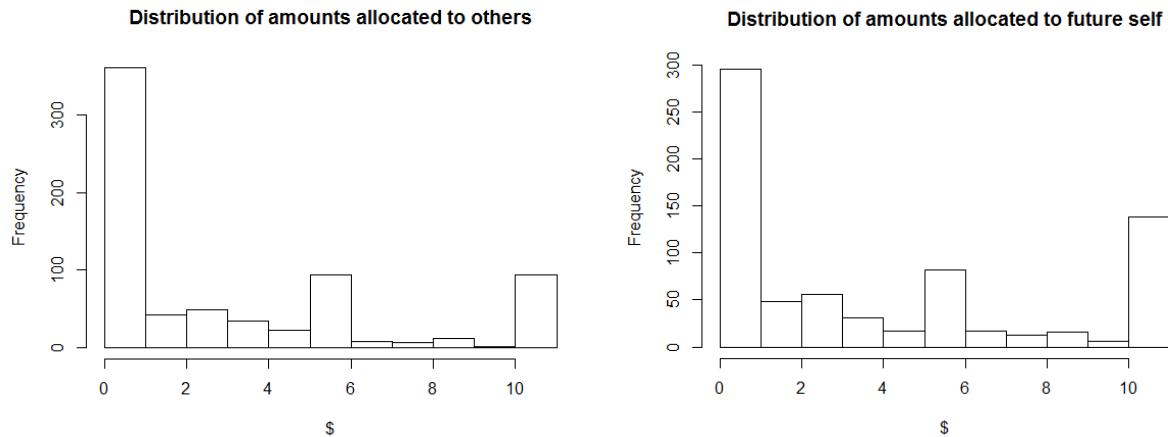 Distribution of amounts allocated to others
Frequency
0
100
200
300
0 2 4 6 8 10
$
Distribution of amounts allocated to future self
Frequency
0
50
100
150
200
250
300
0 2 4 6 8 10
$